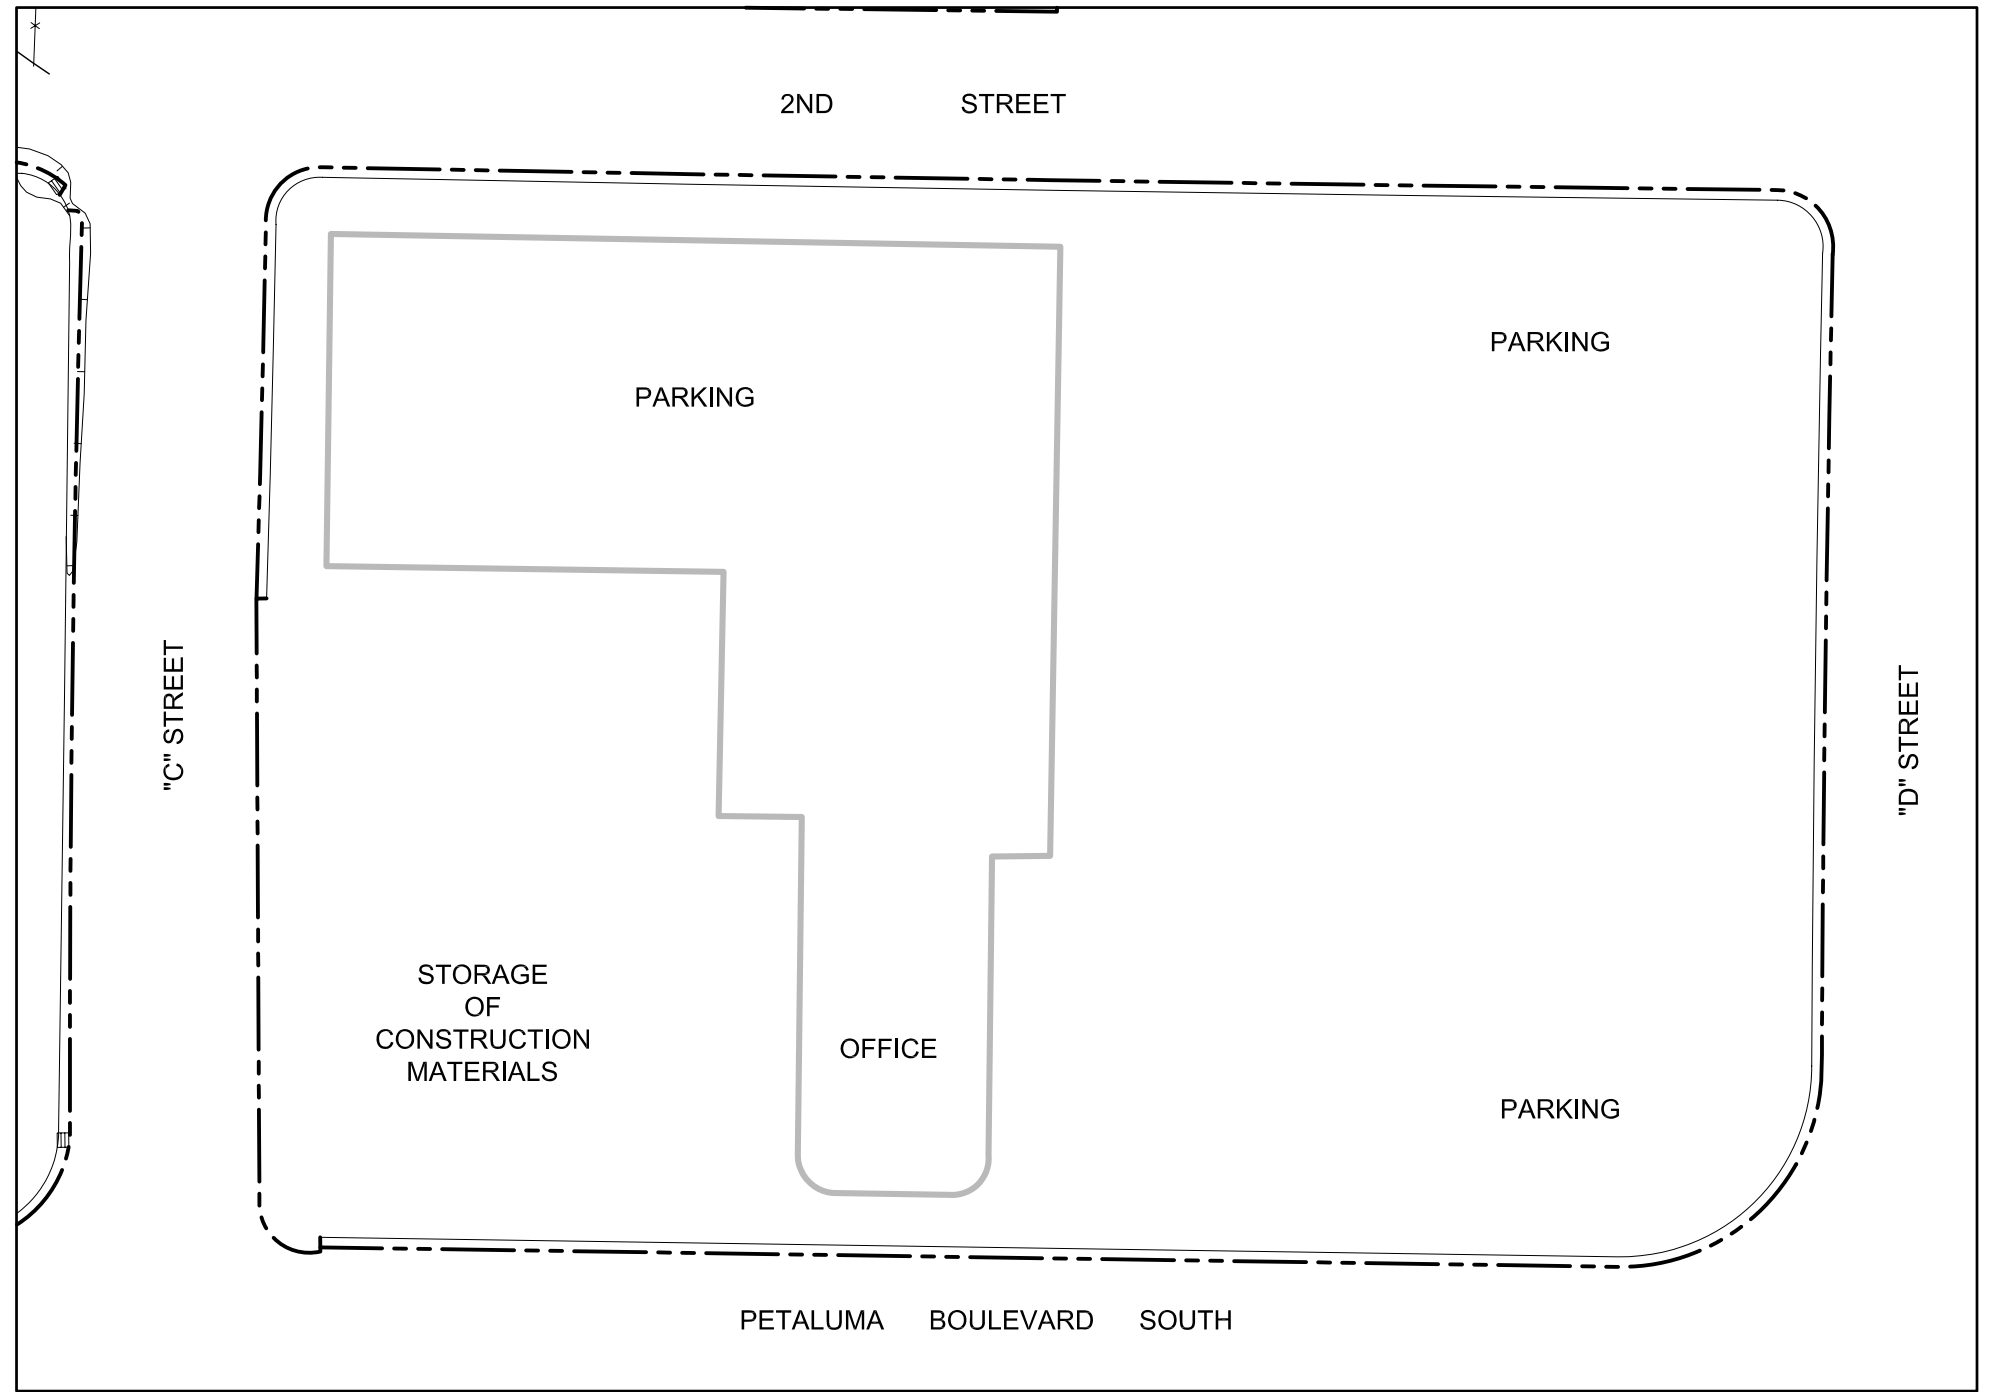 2ND STREET
PARKING
PARKING
"C" STREET
"D" STREET
STORAGE
OF
CONSTRUCTION
MATERIALS
OFFICE
PARKING
PETALUMA BOULEVARD SOUTH